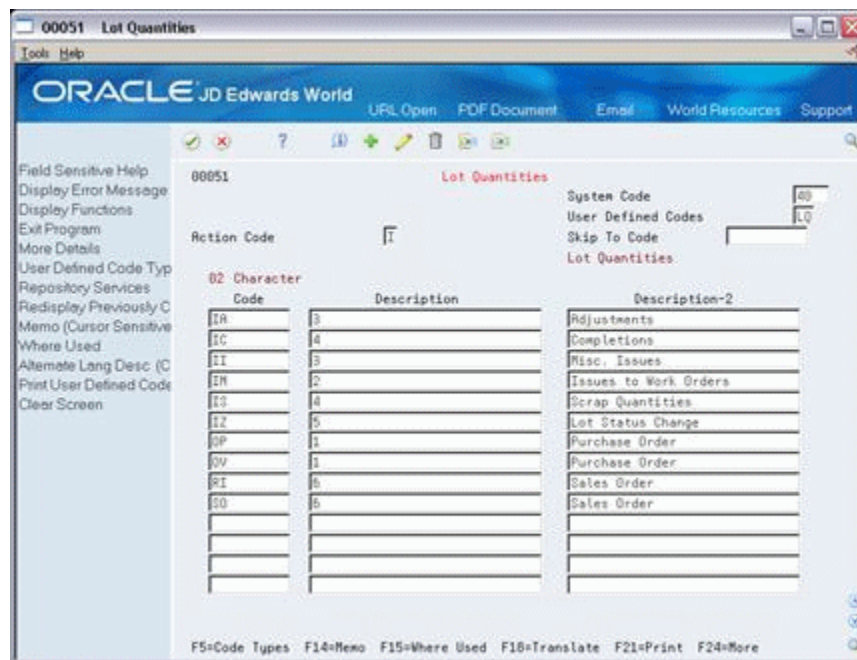 00051 Lot Quantities
Tools Help
ORACLE JD Edwards World
URL Open PDF Document Email World Resources Support
Field Sensitive Help
Display Error Message
Display Functions
Exit Program
More Details
User Defined Code Typ
Repository Services
Redisplay Previously C
Memo (Cursor Sensitive
Where Used
Alternate Lang Desc (C
Print User Defined Code
Clear Screen
00051 Lot Quantities
System Code 40
User Defined Codes LQ
Action Code I Skip To Code
Lot Quantities
02 Character
Code Description Description-2
IA 3 Adjustments
IC 4 Completions
II 3 Misc. Issues
IM 2 Issues to Work Orders
IS 4 Scrap Quantities
IZ 5 Lot Status Change
OP 1 Purchase Order
OV 1 Purchase Order
RI 6 Sales Order
SO 6 Sales Order
F5=Code Types F14=Memo F15=Where Used F18=Translate F21=Print F24=More